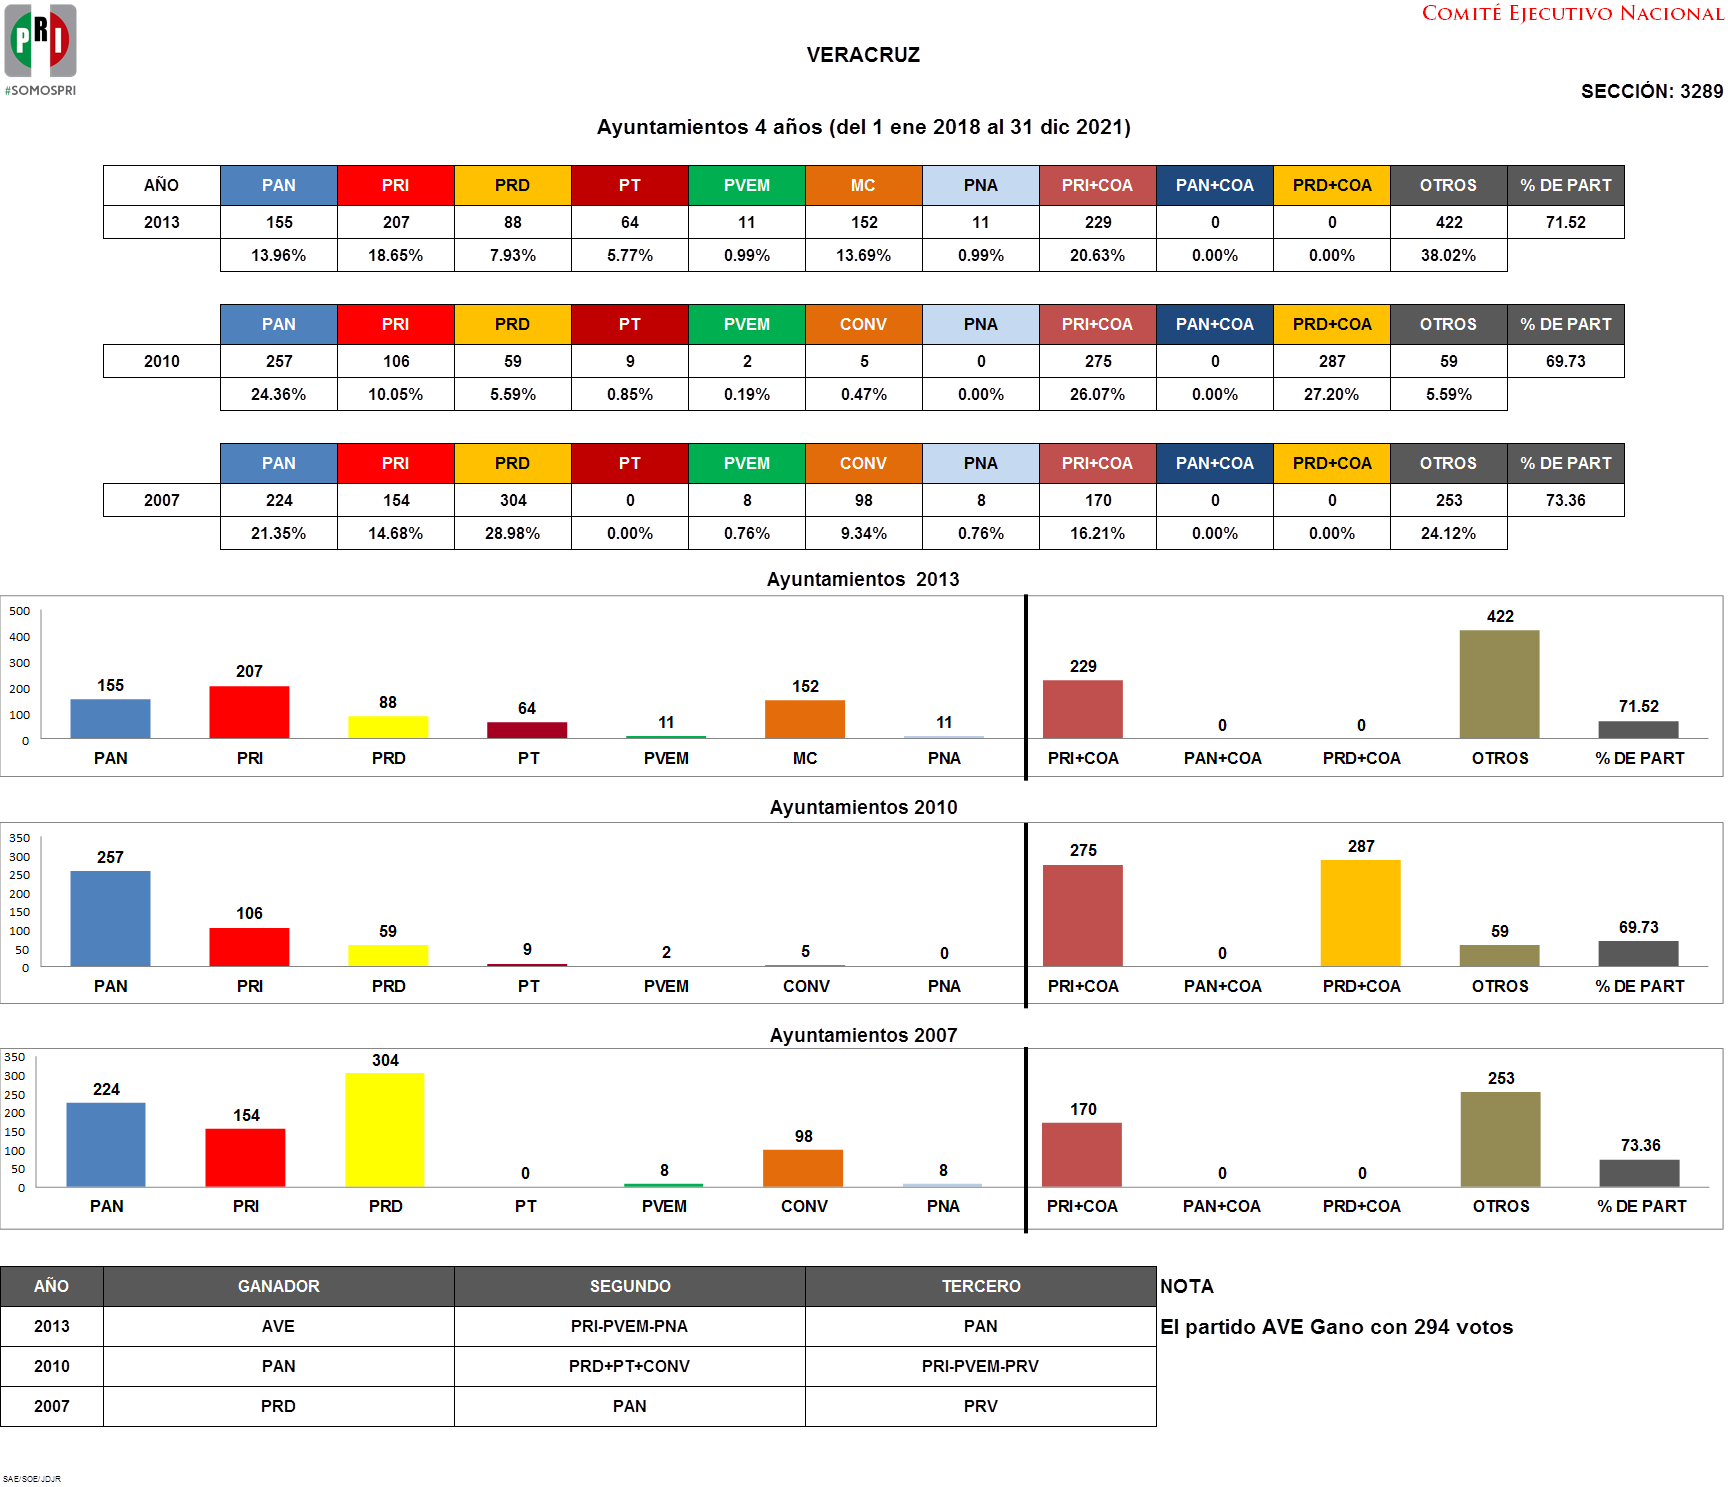 COMITÉ EJECUTIVO NACIONAL
PRI
#SOMOSPRI
VERACRUZ
SECCIÓN: 3289
Ayuntamientos 4 años (del 1 ene 2018 al 31 dic 2021)
AÑO PAN PRI PRD PT PVEM MC PNA PRI+COA PAN+COA PRD+COA OTROS % DE PART
2013 155 207 88 64 11 152 11 229 0 0 422 71.52
13.96% 18.65% 7.93% 5.77% 0.99% 13.69% 0.99% 20.63% 0.00% 0.00% 38.02%
PAN PRI PRD PT PVEM CONV PNA PRI+COA PAN+COA PRD+COA OTROS % DE PART
2010 257 106 59 9 2 5 0 275 0 287 59 69.73
24.36% 10.05% 5.59% 0.85% 0.19% 0.47% 0.00% 26.07% 0.00% 27.20% 5.59%
PAN PRI PRD PT PVEM CONV PNA PRI+COA PAN+COA PRD+COA OTROS % DE PART
2007 224 154 304 0 8 98 8 170 0 0 253 73.36
21.35% 14.68% 28.98% 0.00% 0.76% 9.34% 0.76% 16.21% 0.00% 0.00% 24.12%
Ayuntamientos 2013
500
400
300
200
100
0
155 207 88 64 11 152 11 229 0 0 422 71.52
PAN PRI PRD PT PVEM MC PNA PRI+COA PAN+COA PRD+COA OTROS % DE PART
Ayuntamientos 2010
350
300
250
200
150
100
50
0
257 106 59 9 2 5 0 275 0 287 59 69.73
PAN PRI PRD PT PVEM CONV PNA PRI+COA PAN+COA PRD+COA OTROS % DE PART
Ayuntamientos 2007
350
300
250
200
150
100
50
0
224 154 304 0 8 98 8 170 0 0 253 73.36
PAN PRI PRD PT PVEM CONV PNA PRI+COA PAN+COA PRD+COA OTROS % DE PART
AÑO GANADOR SEGUNDO TERCERO NOTA
2013 AVE PRI-PVEM-PNA PAN El partido AVE Gano con 294 votos
2010 PAN PRD+PT+CONV PRI-PVEM-PRV
2007 PRD PAN PRV
SAE/SOE/JDJR